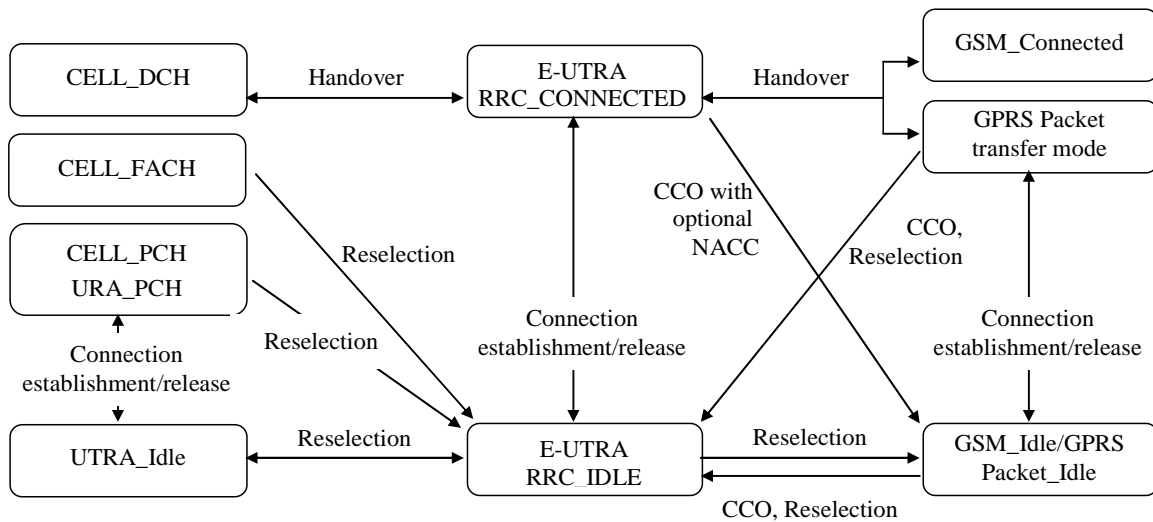 GSM_Connected
CELL_DCH
Handover
E-UTRA
RRC_CONNECTED
Handover
GPRS Packet
transfer mode
CELL_FACH
CCO with
optional
NACC
CCO,
Reselection
CELL_PCH
URA_PCH
Reselection
Reselection
Connection
establishment/release
Connection
establishment/release
Connection
establishment/release
UTRA_Idle
Reselection
E-UTRA
RRC_IDLE
Reselection
GSM_Idle/GPRS
Packet_Idle
CCO, Reselection